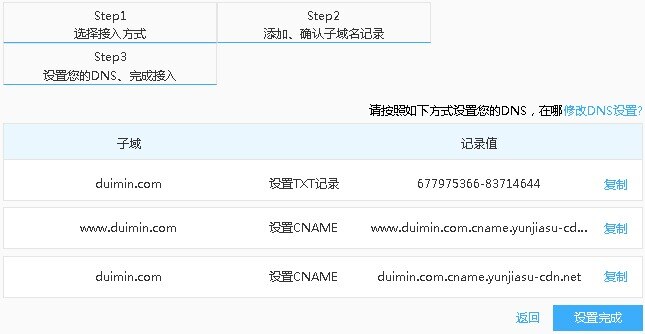 Step1
选择接入方式
Step2
添加、确认子域名记录
Step3
设置您的DNS、完成接入
请按照如下方式设置您的DNS，在哪修改DNS设置?
子域 记录值
duimin.com 设置TXT记录 677975366-83714644 复制
www.duimin.com 设置CNAME www.duimin.com.cname.yunjiasu-cd... 复制
duimin.com 设置CNAME duimin.com.cname.yunjiasu-cdn.net 复制
返回 设置完成